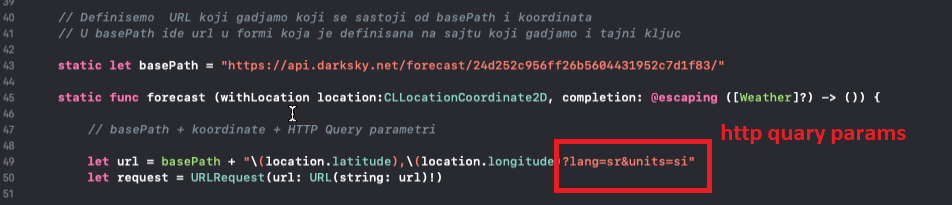 40 // Definisemo  URL koji gadjamo koji se sastoji od basePath i koordinata
41 // U basePath ide url u formi koja je definisana na sajtu koji gadjamo i tajni kljuc
42
43 static let basePath = "https://api.darksky.net/forecast/24d252c956ff26b5604431952c7d1f83/"
44
45 static func forecast (withLocation location:CLLocationCoordinate2D, completion: @escaping ([Weather]?) -> ()) {
46
47 // basePath + koordinate + HTTP Query parametri
http quary params
48
49 let url = basePath + "\(location.latitude),\(location.longitude)?lang=sr&units=si"
50 let request = URLRequest(url: URL(string: url)!)
51